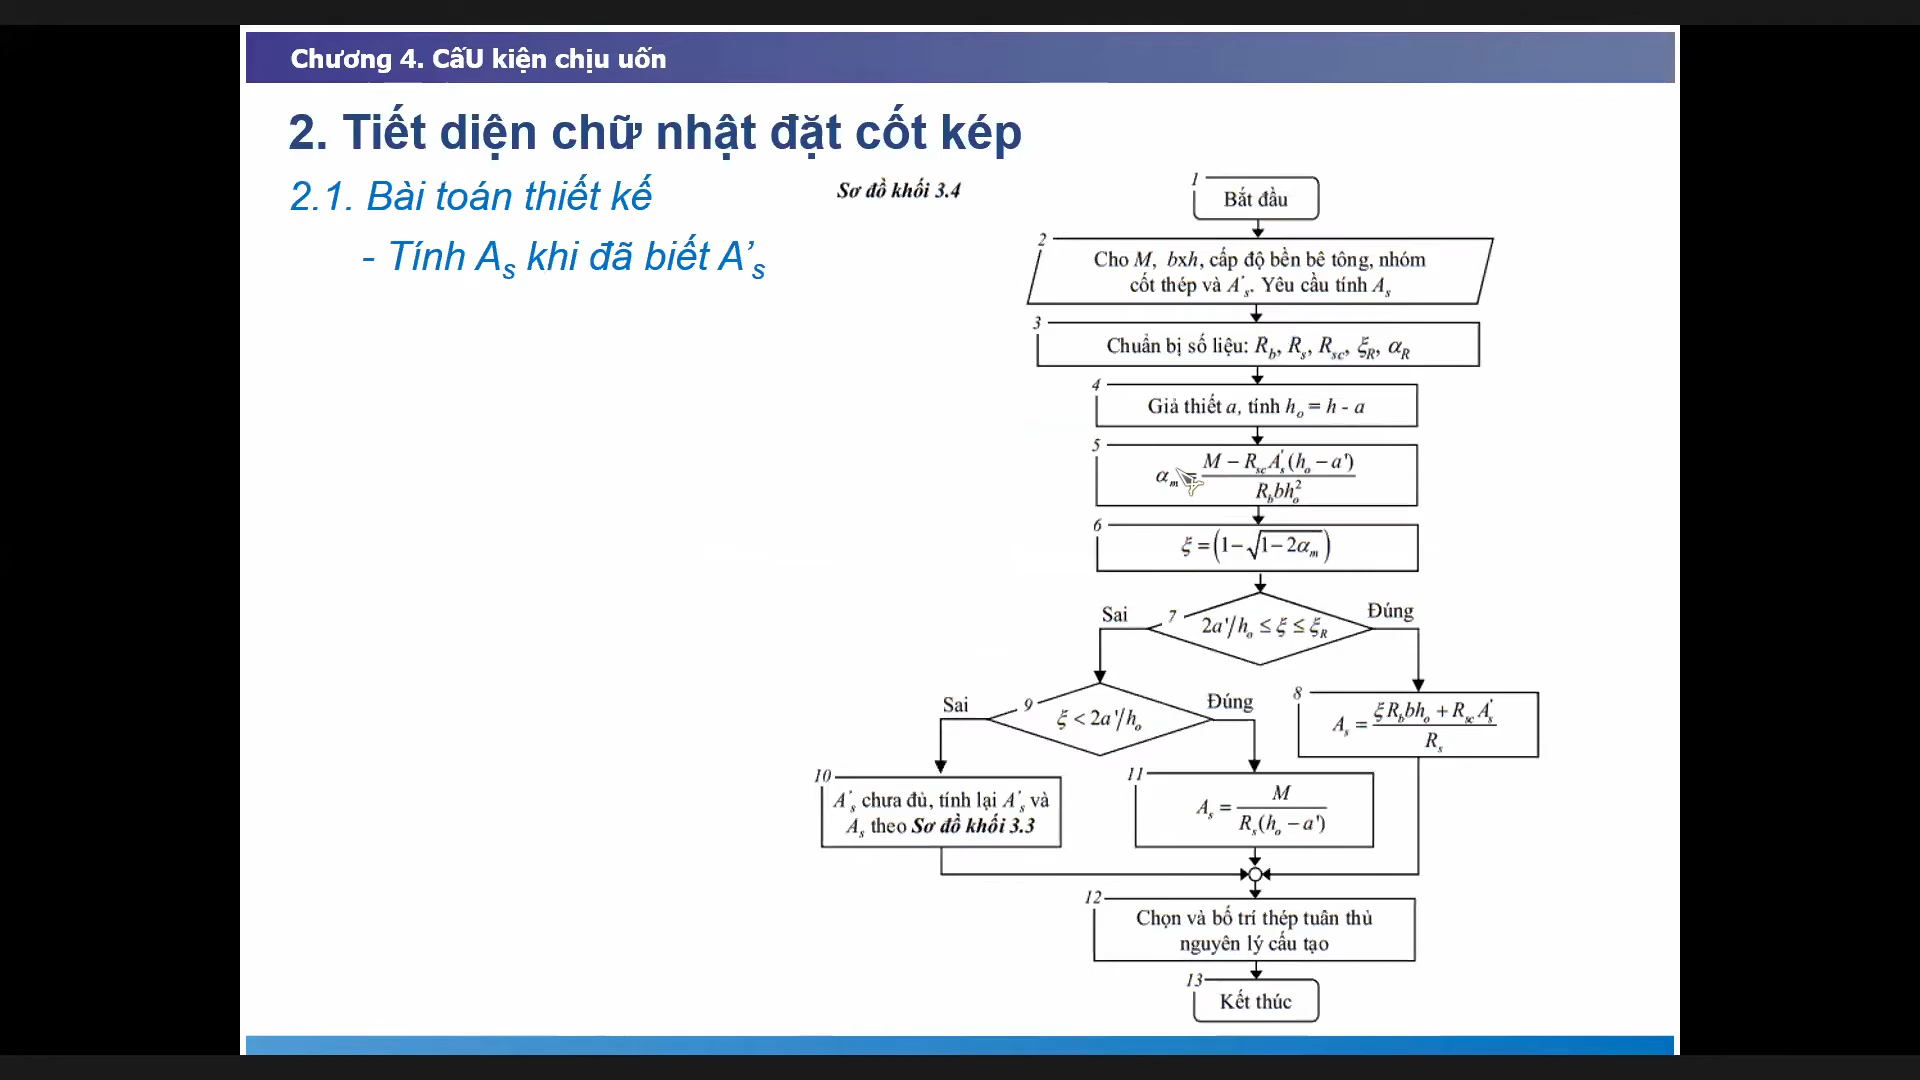 Chương 4. CấU kiện chịu uốn
2. Tiết diện chữ nhật đặt cốt kép
2.1. Bài toán thiết kế
- Tính As khi đã biết A’s
Sơ đồ khối 3.4
1
Bắt đầu
2
Cho M, bxh, cấp độ bền bê tông, nhóm
cốt thép và A's. Yêu cầu tính As
3
Chuẩn bị số liệu: Rb, Rs, Rsc, ξR, αR
4
Giả thiết a, tính ho = h - a
5
αm = (M − Rsc A's (ho − a')) / (Rb b ho²)
6
ξ = (1 − √(1 − 2αm))
Sai
7
2a'/ho ≤ ξ ≤ ξR
Đúng
Sai
9
ξ < 2a'/ho
Đúng
8
As = (ξ Rb b ho + Rsc A's) / Rs
10
A's chưa đủ, tính lại A's và
As theo Sơ đồ khối 3.3
11
As = M / (Rs (ho − a'))
12
Chọn và bố trí thép tuân thủ
nguyên lý cấu tạo
13
Kết thúc